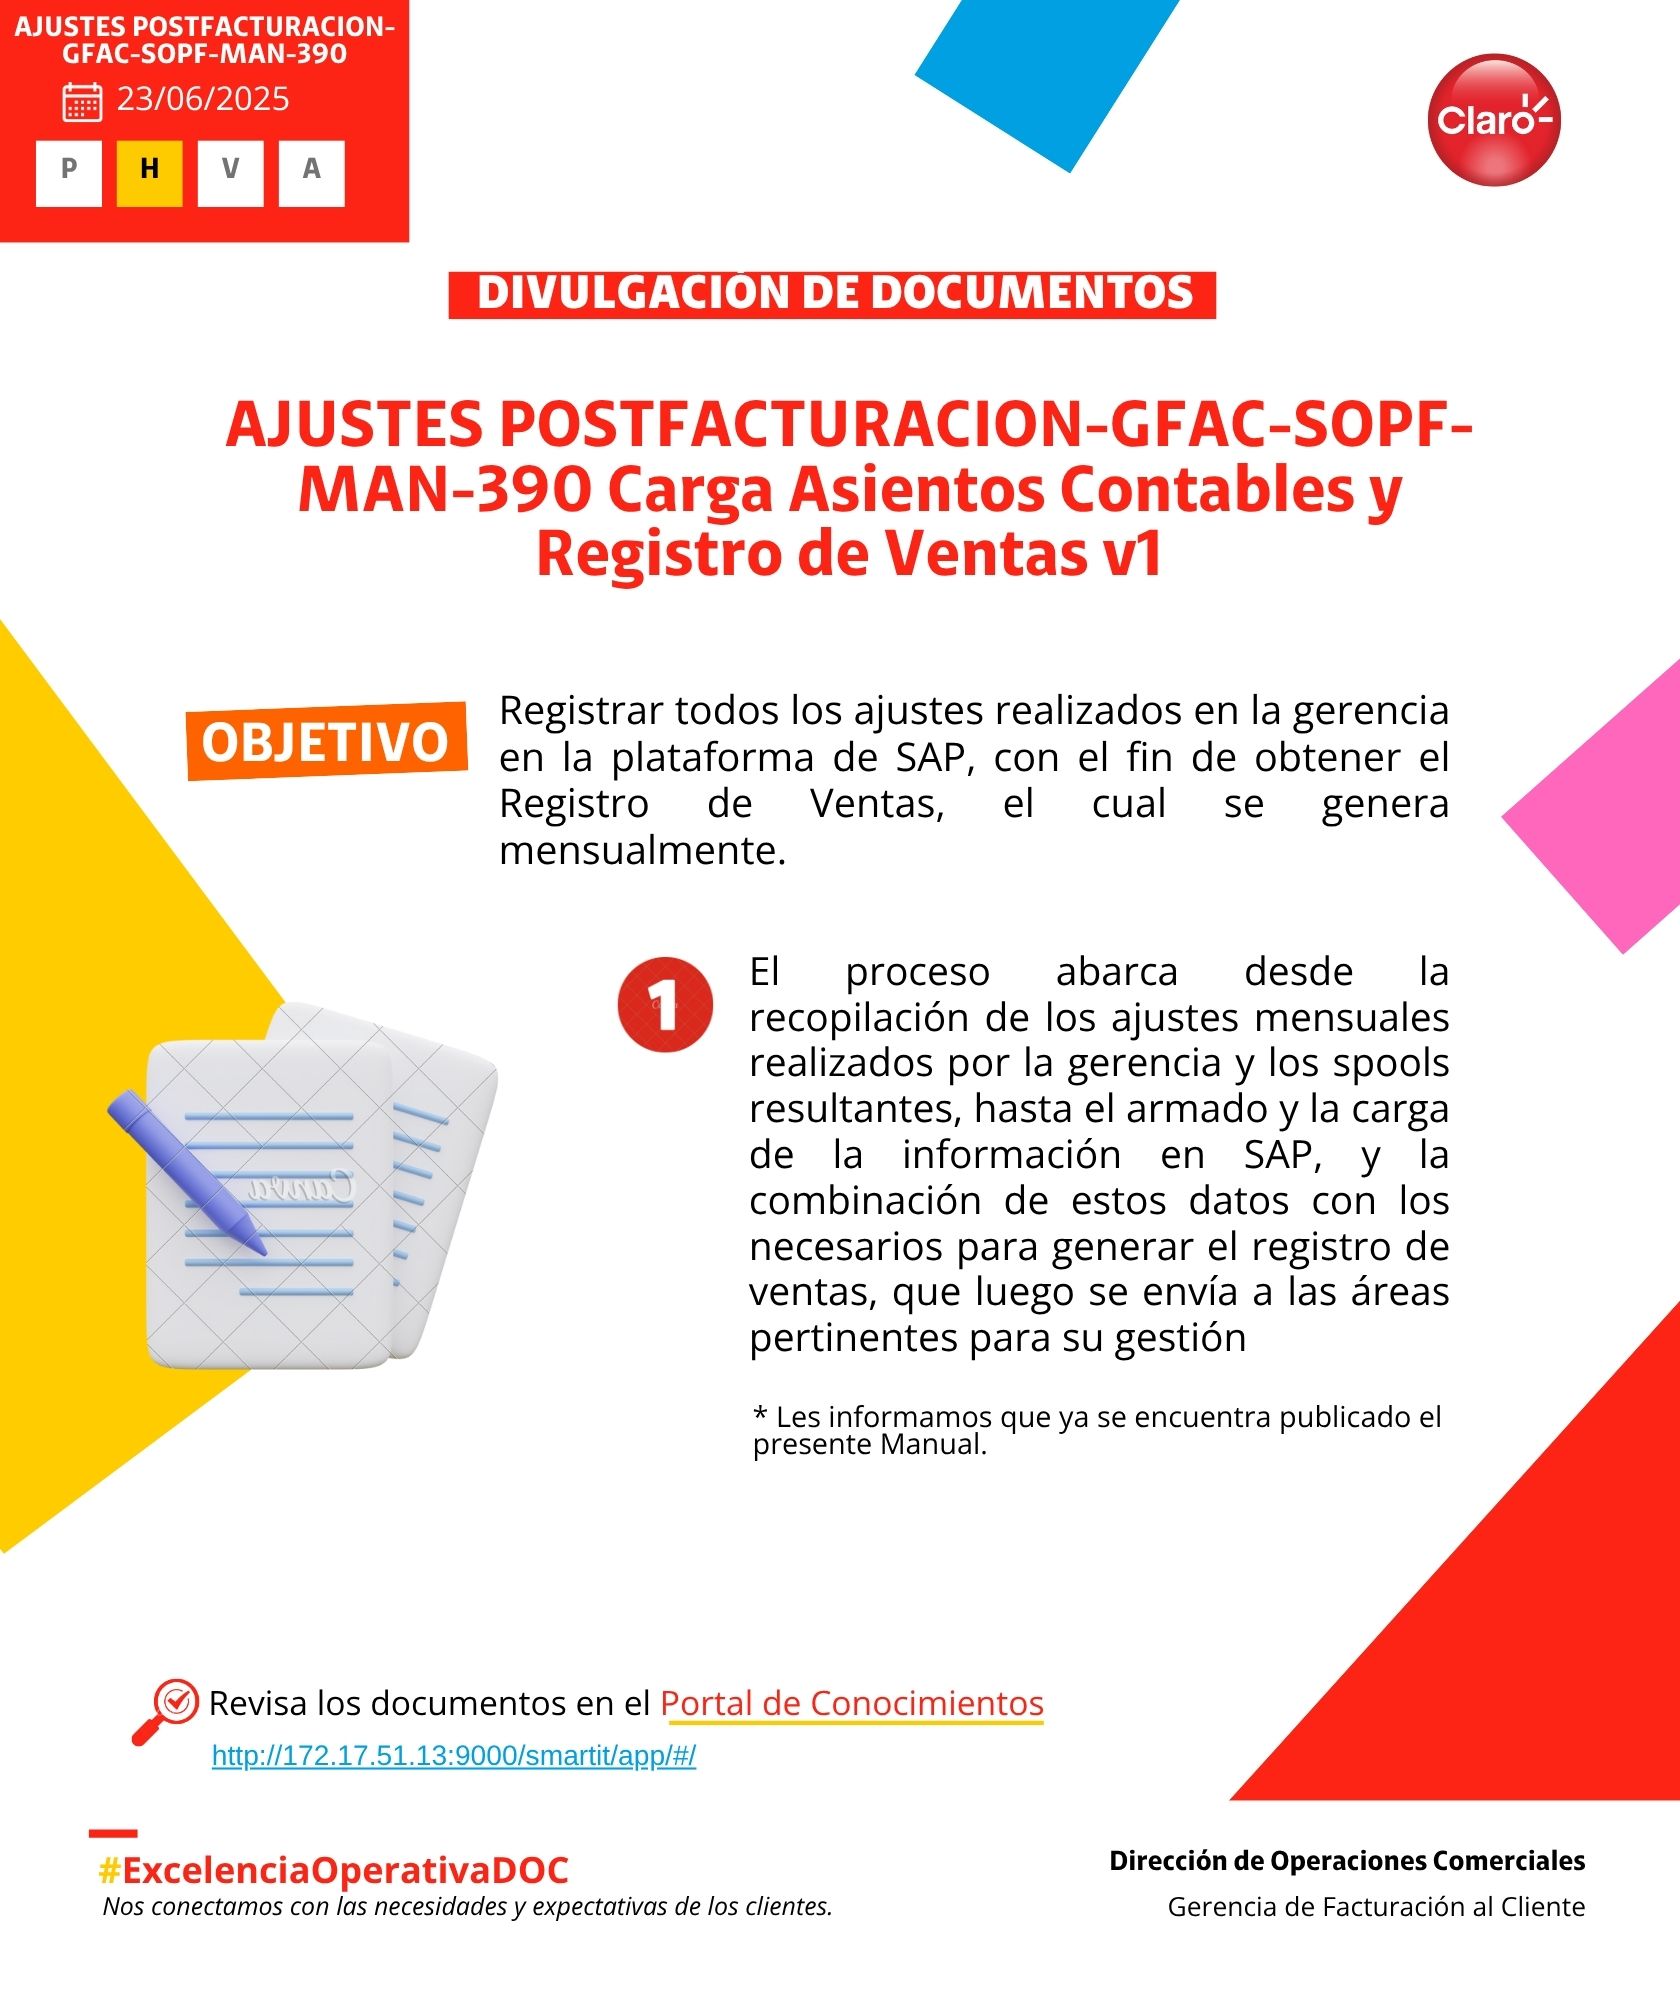 AJUSTES POSTFACTURACION-
GFAC-SOPF-MAN-390
23/06/2025
P H V A
Claro
DIVULGACIÓN DE DOCUMENTOS
AJUSTES POSTFACTURACION-GFAC-SOPF-
MAN-390 Carga Asientos Contables y
Registro de Ventas v1
OBJETIVO
Registrar todos los ajustes realizados en la gerencia
en la plataforma de SAP, con el fin de obtener el
Registro de Ventas, el cual se genera
mensualmente.
1
El proceso abarca desde la
recopilación de los ajustes mensuales
realizados por la gerencia y los spools
resultantes, hasta el armado y la carga
de la información en SAP, y la
combinación de estos datos con los
necesarios para generar el registro de
ventas, que luego se envía a las áreas
pertinentes para su gestión
Canva
* Les informamos que ya se encuentra publicado el
presente Manual.
Revisa los documentos en el Portal de Conocimientos
http://172.17.51.13:9000/smartit/app/#/
#ExcelenciaOperativaDOC
Nos conectamos con las necesidades y expectativas de los clientes.
Dirección de Operaciones Comerciales
Gerencia de Facturación al Cliente